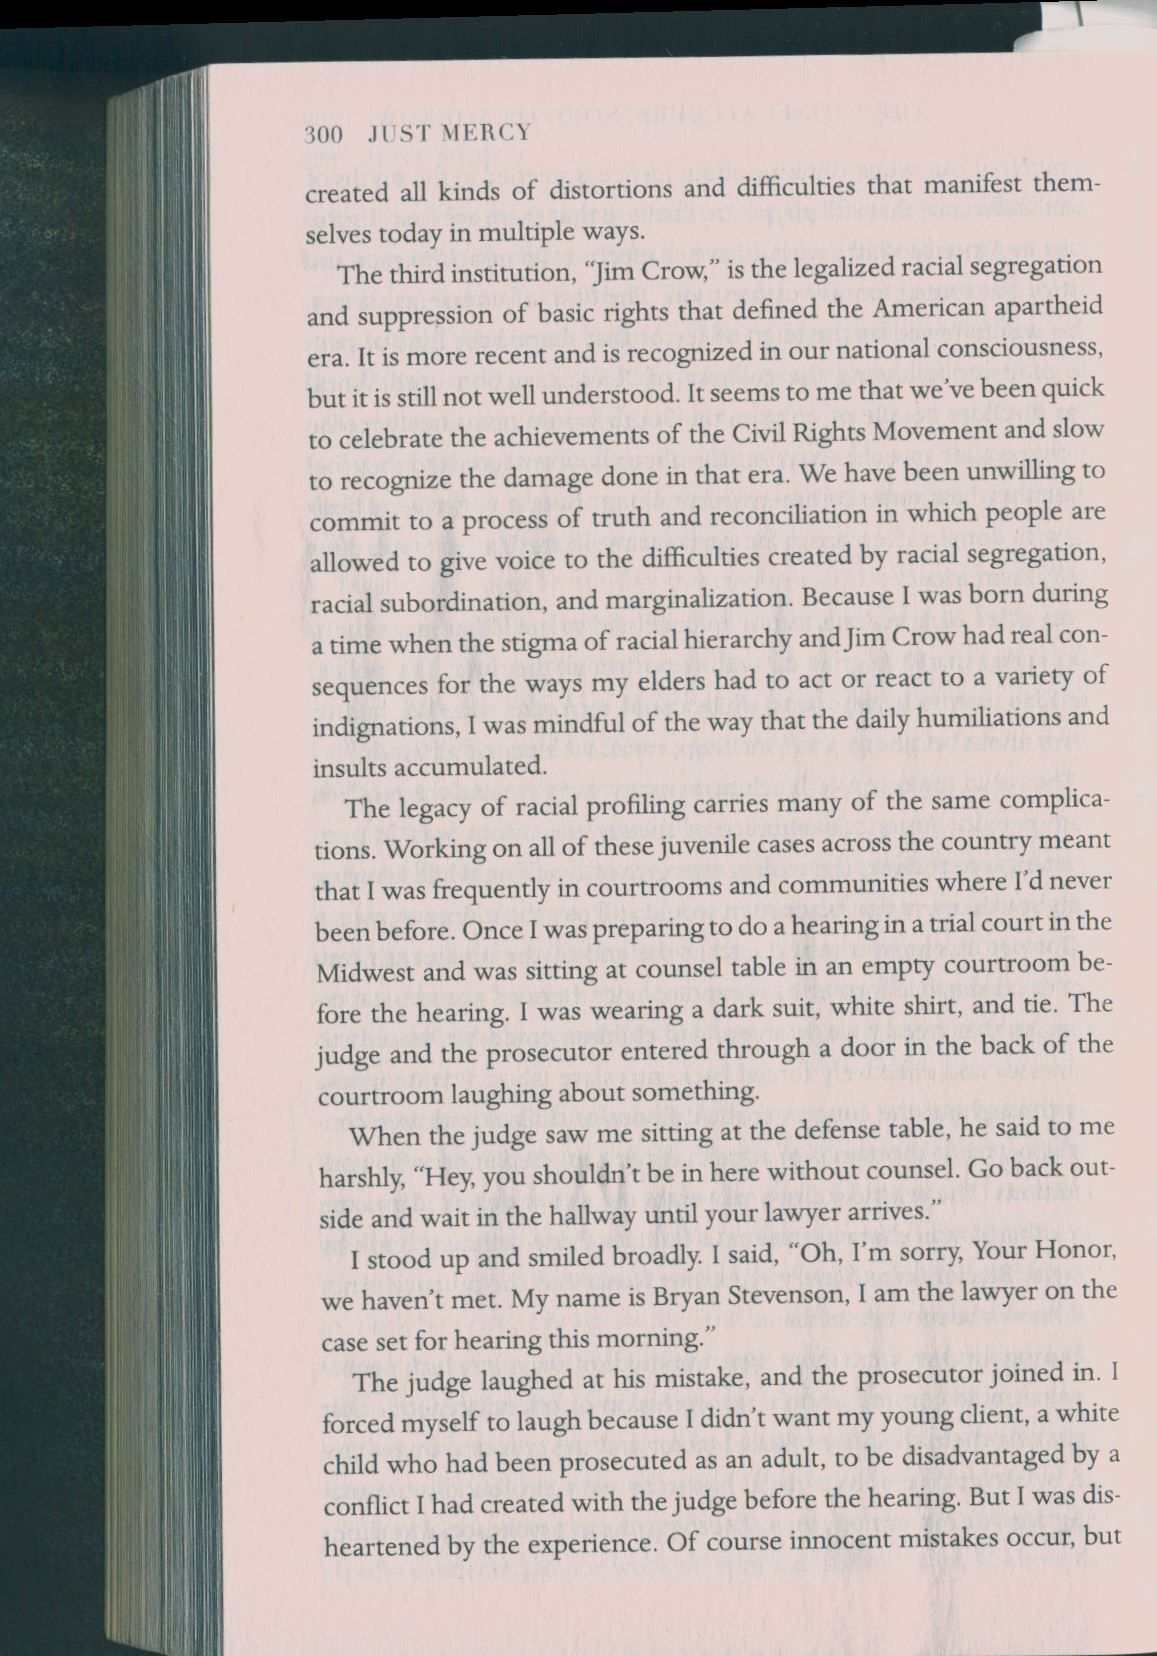 300 JUST MERCY
created all kinds of distortions and difficulties that manifest them-
selves today in multiple ways.
The third institution, “Jim Crow,” is the legalized racial segregation
and suppression of basic rights that defined the American apartheid
era. It is more recent and is recognized in our national consciousness,
but it is still not well understood. It seems to me that we’ve been quick
to celebrate the achievements of the Civil Rights Movement and slow
to recognize the damage done in that era. We have been unwilling to
commit to a process of truth and reconciliation in which people are
allowed to give voice to the difficulties created by racial segregation,
racial subordination, and marginalization. Because I was born during
a time when the stigma of racial hierarchy and Jim Crow had real con-
sequences for the ways my elders had to act or react to a variety of
indignations, I was mindful of the way that the daily humiliations and
insults accumulated.
The legacy of racial profiling carries many of the same complica-
tions. Working on all of these juvenile cases across the country meant
that I was frequently in courtrooms and communities where I’d never
been before. Once I was preparing to do a hearing in a trial court in the
Midwest and was sitting at counsel table in an empty courtroom be-
fore the hearing. I was wearing a dark suit, white shirt, and tie. The
judge and the prosecutor entered through a door in the back of the
courtroom laughing about something.
When the judge saw me sitting at the defense table, he said to me
harshly, “Hey, you shouldn’t be in here without counsel. Go back out-
side and wait in the hallway until your lawyer arrives.”
I stood up and smiled broadly. I said, “Oh, I’m sorry, Your Honor,
we haven’t met. My name is Bryan Stevenson, I am the lawyer on the
case set for hearing this morning.”
The judge laughed at his mistake, and the prosecutor joined in. I
forced myself to laugh because I didn’t want my young client, a white
child who had been prosecuted as an adult, to be disadvantaged by a
conflict I had created with the judge before the hearing. But I was dis-
heartened by the experience. Of course innocent mistakes occur, but